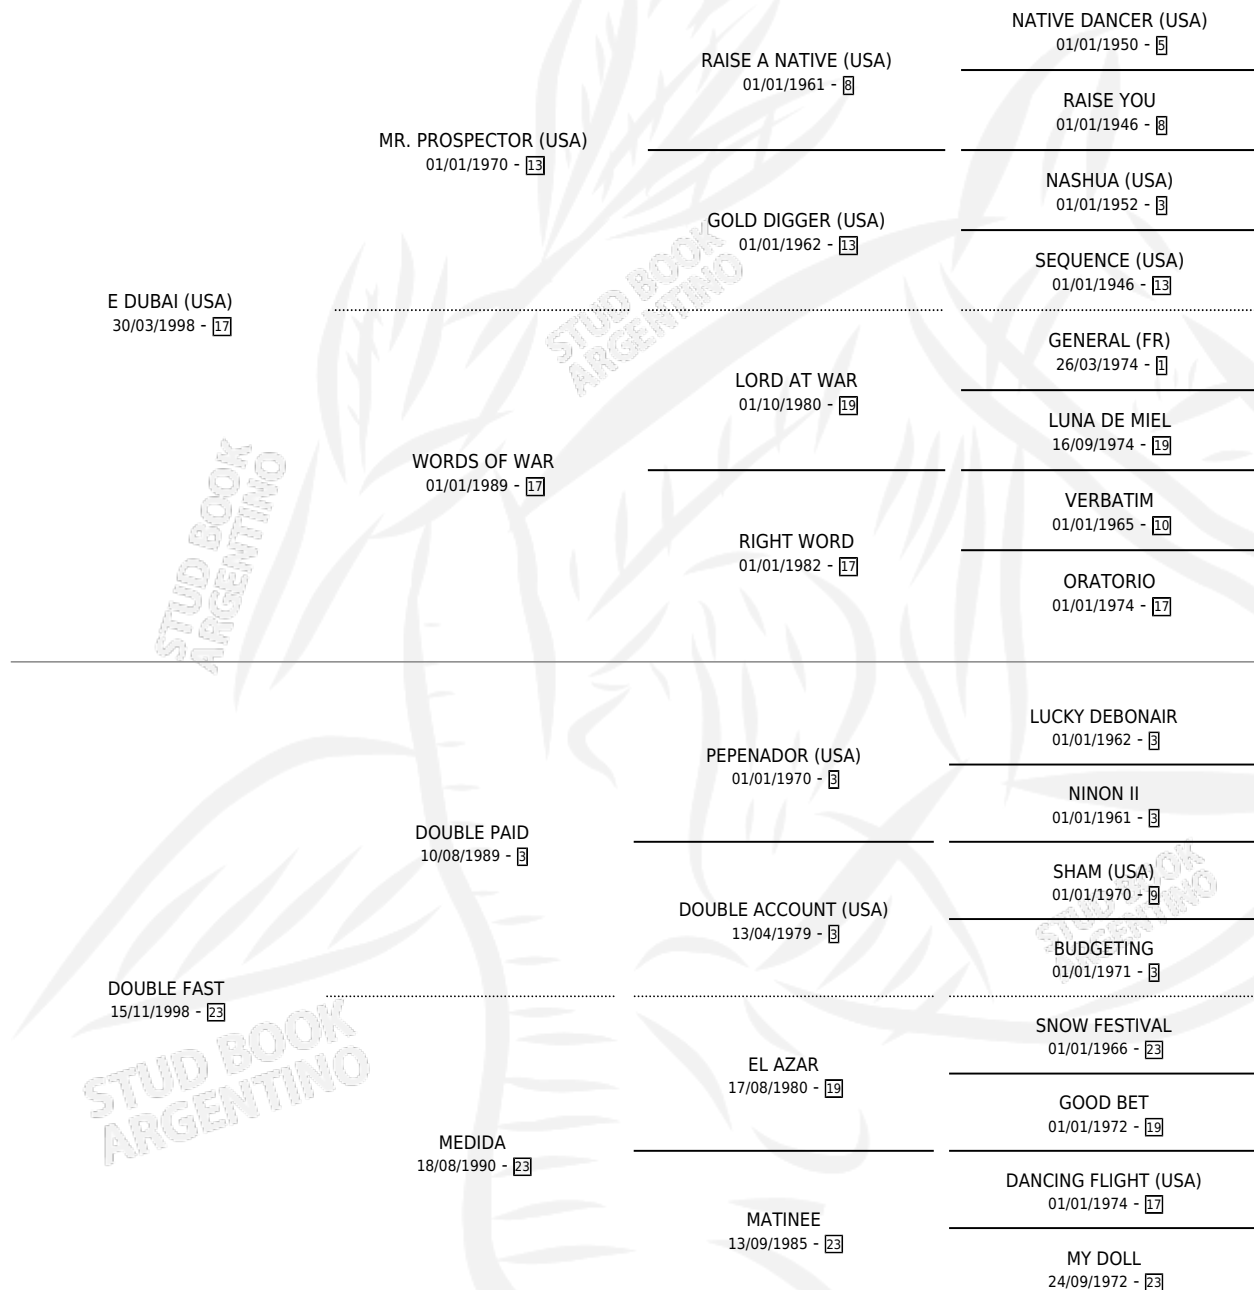 NATIVE DANCER (USA)
01/01/1950 - 5
RAISE A NATIVE (USA)
01/01/1961 - 8
RAISE YOU
01/01/1946 - 8
MR. PROSPECTOR (USA)
01/01/1970 - 13
NASHUA (USA)
01/01/1952 - 3
GOLD DIGGER (USA)
01/01/1962 - 13
SEQUENCE (USA)
01/01/1946 - 13
E DUBAI (USA)
30/03/1998 - 17
STUD BOOK
ARGENTINO
GENERAL (FR)
26/03/1974 - 1
LORD AT WAR
01/10/1980 - 19
LUNA DE MIEL
16/09/1974 - 19
WORDS OF WAR
01/01/1989 - 17
VERBATIM
01/01/1965 - 10
RIGHT WORD
01/01/1982 - 17
ORATORIO
01/01/1974 - 17
STUD BOOK
ARGENTINO
LUCKY DEBONAIR
01/01/1962 - 3
PEPENADOR (USA)
01/01/1970 - 3
NINON II
01/01/1961 - 3
DOUBLE PAID
10/08/1989 - 3
SHAM (USA)
01/01/1970 - 9
DOUBLE ACCOUNT (USA)
13/04/1979 - 3
BUDGETING
01/01/1971 - 3
STUD BOOK
ARGENTINO
DOUBLE FAST
15/11/1998 - 23
SNOW FESTIVAL
01/01/1966 - 23
EL AZAR
17/08/1980 - 19
GOOD BET
01/01/1972 - 19
STUD BOOK
ARGENTINO
MEDIDA
18/08/1990 - 23
DANCING FLIGHT (USA)
01/01/1974 - 17
MATINEE
13/09/1985 - 23
MY DOLL
24/09/1972 - 23